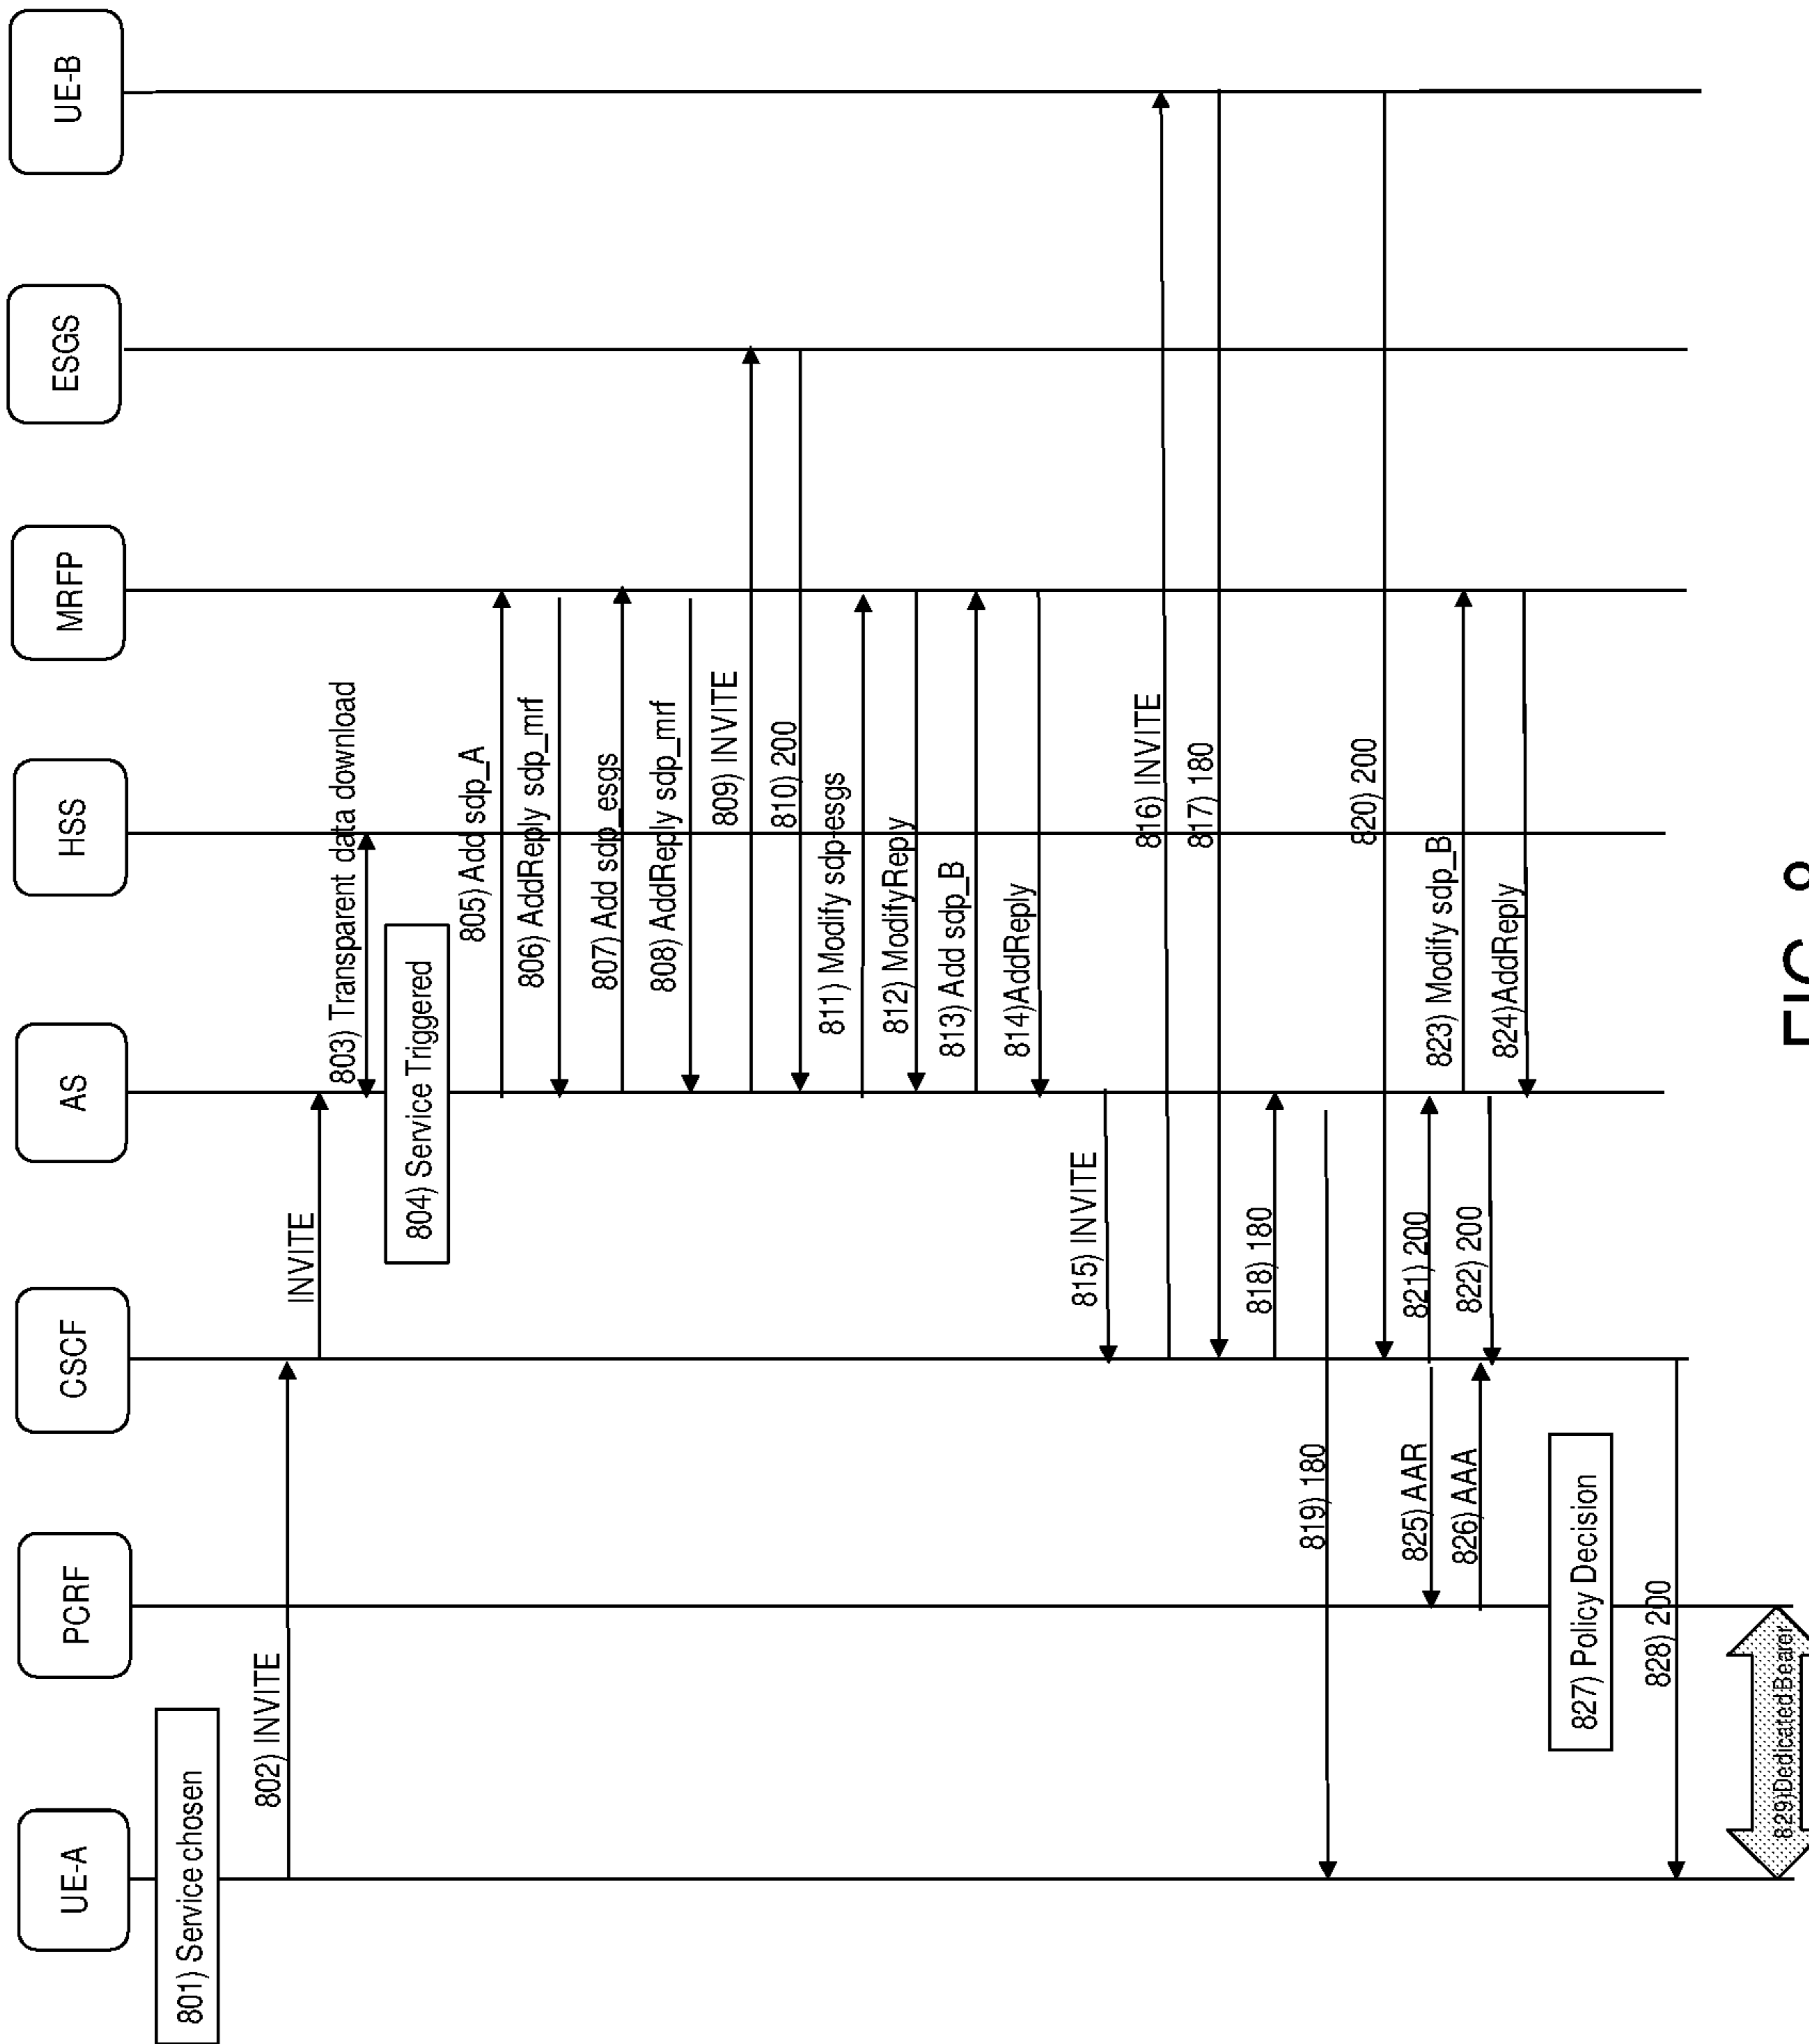 UE-A
PCRF
CSCF
AS
HSS
MRFP
ESGS
UE-B
801) Service chosen
802) INVITE
INVITE
803) Transparent data download
804) Service Triggered
805) Add sdp_A
806) AddReply sdp_mrf
807) Add sdp_esgs
808) AddReply sdp_mrf
809) INVITE
810) 200
811) Modify sdp-esgs
812) ModifyReply
813) Add sdp_B
814)AddReply
815) INVITE
816) INVITE
817) 180
818) 180
819) 180
820) 200
821) 200
825) AAR
823) Modify sdp_B
826) AAA
822) 200
824)AddReply
827) Policy Decision
828) 200
829)Dedicated Bearer